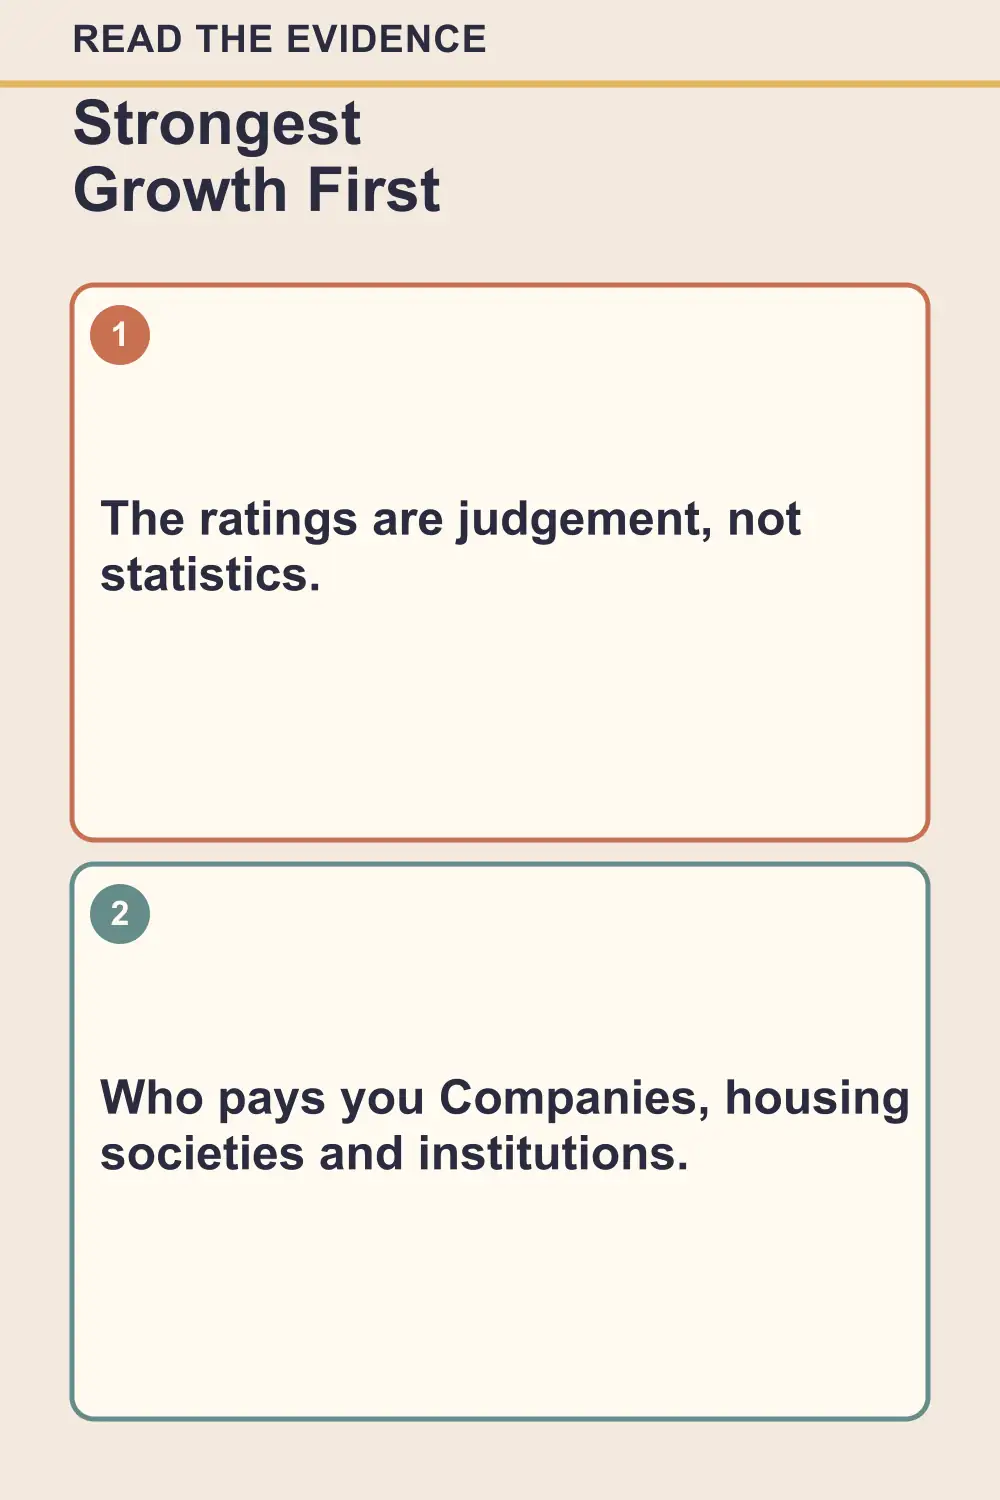 READ THE EVIDENCE
Strongest
Growth First
1
The ratings are judgement, not
statistics.
2
Who pays you Companies, housing
societies and institutions.